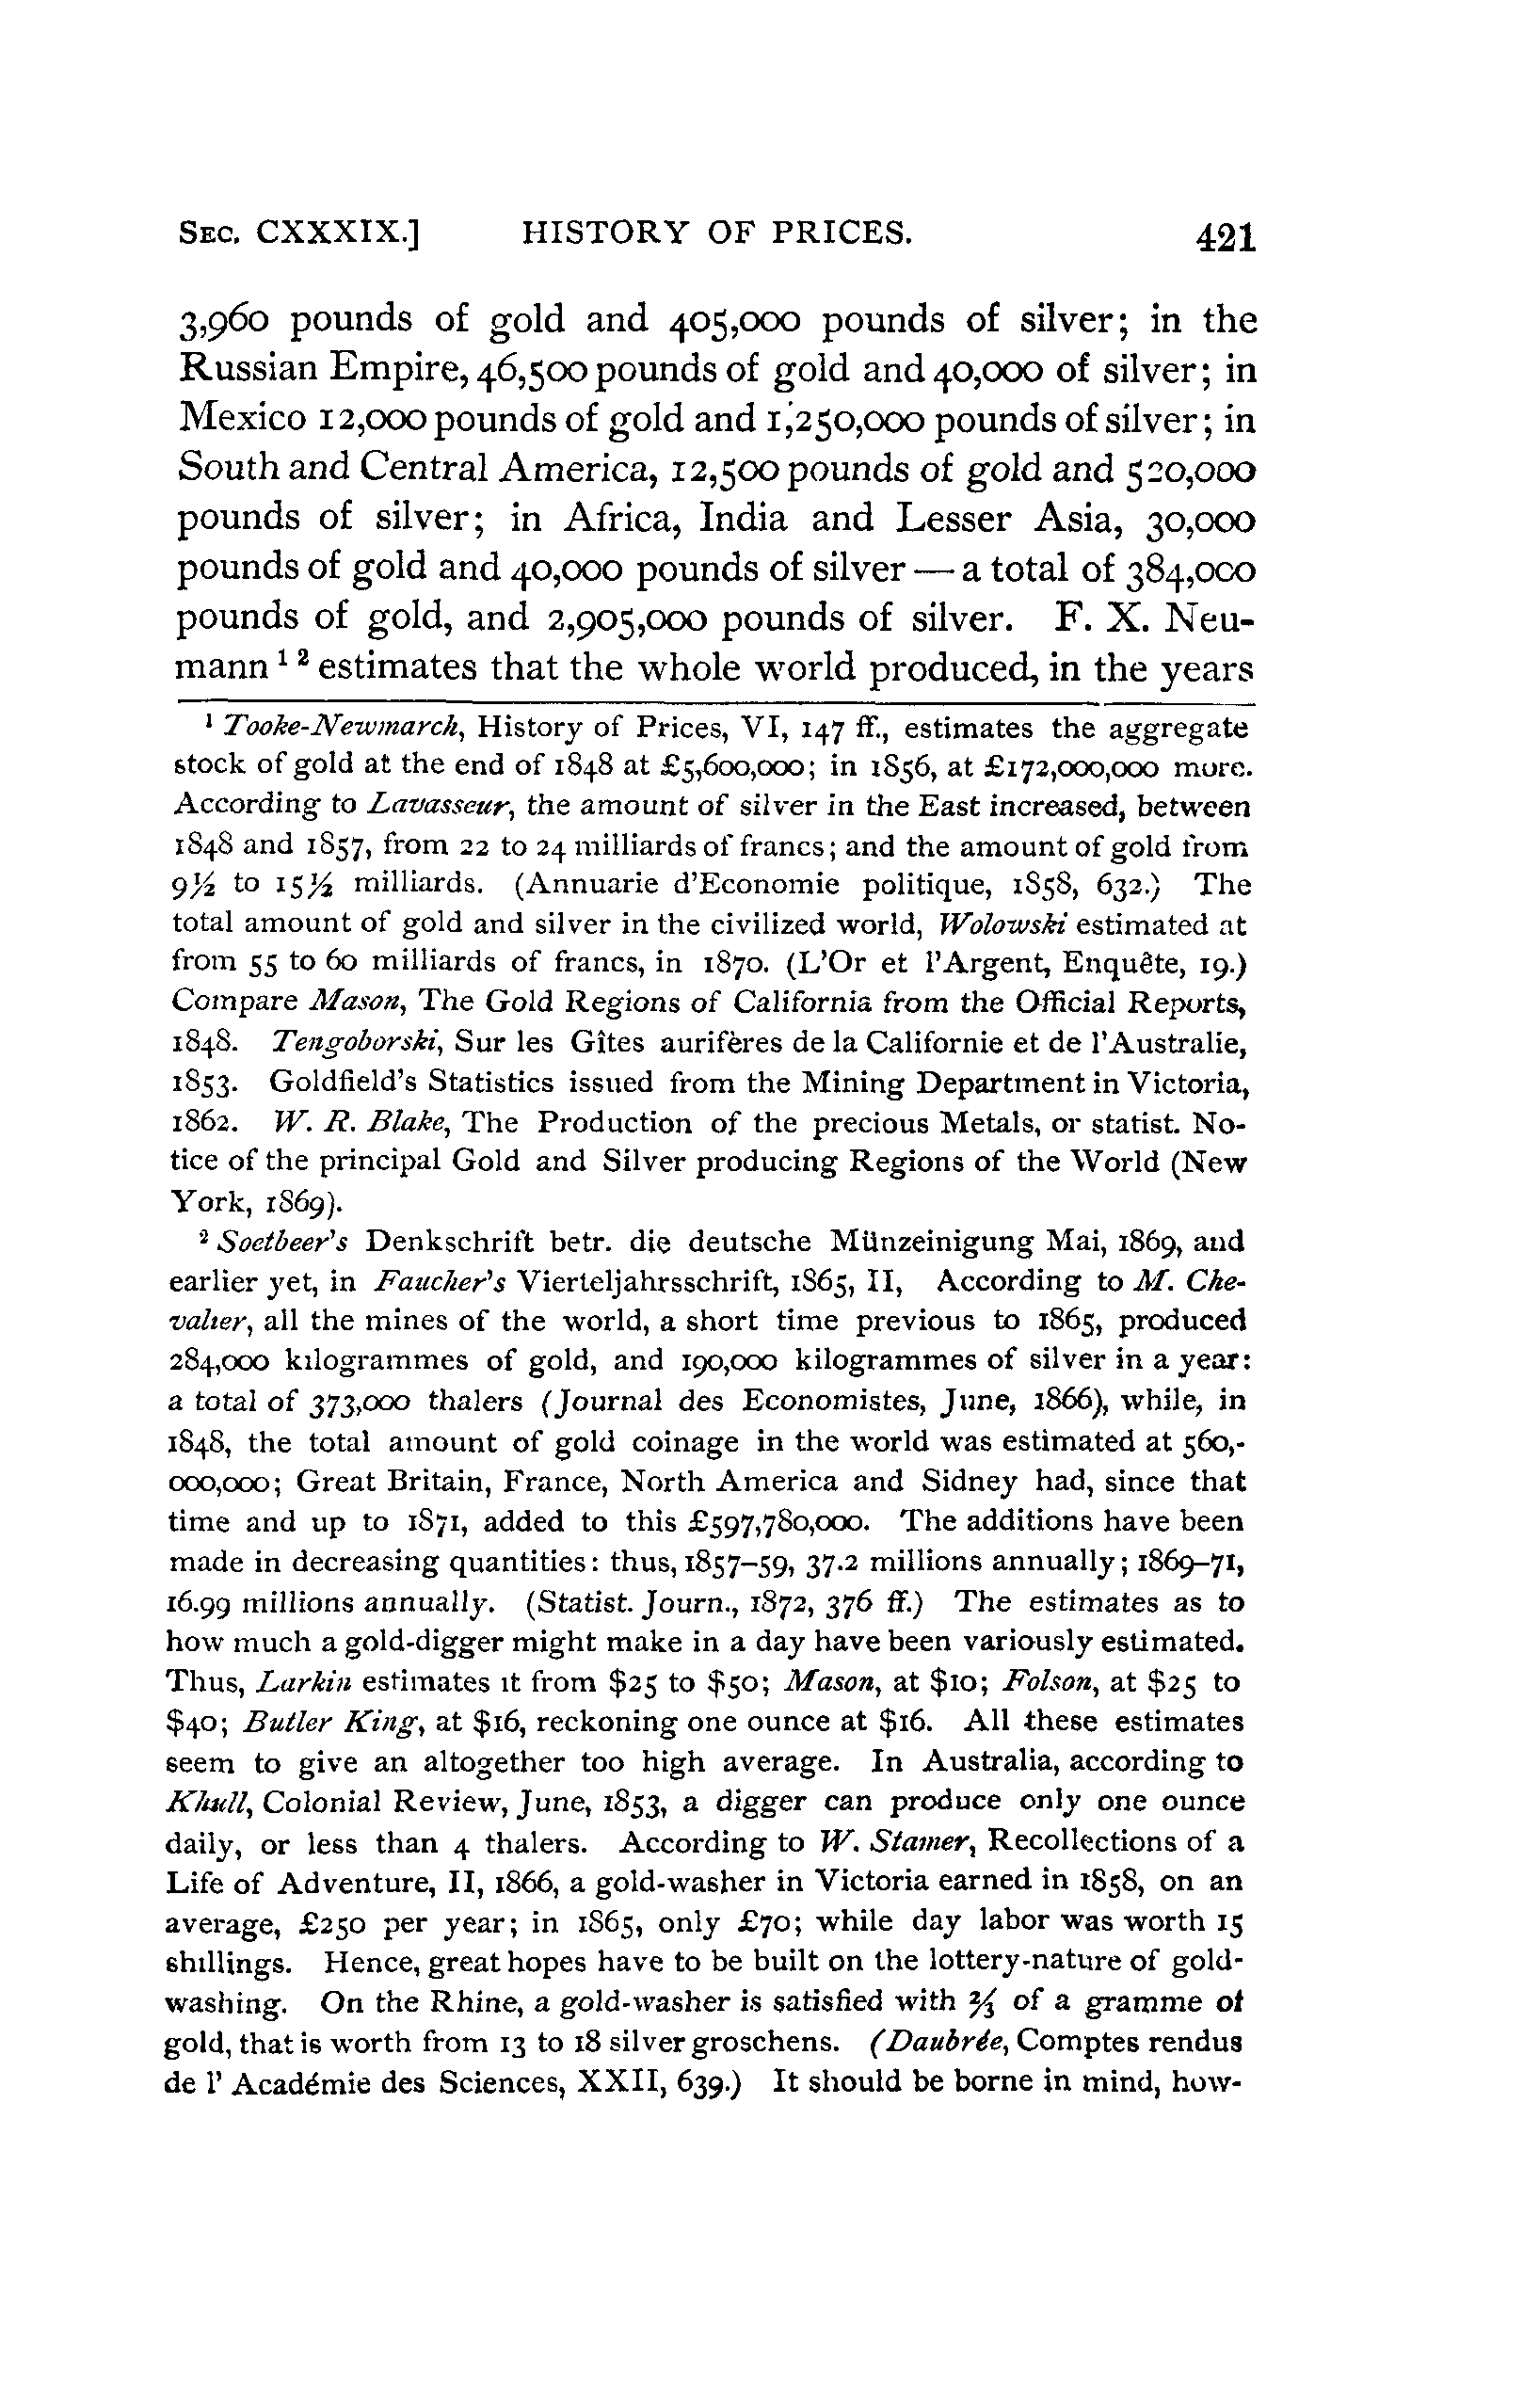 SEC. CXXXIX.] HISTORY OF PRICES. 421
3,960 pounds of gold and 405,000 pounds of silver; in the
Russian Empire, 46,500 pounds of gold and 40,000 of silver; in
Mexico 12,000 pounds of gold and 1,250,000 pounds of silver; in
South and Central America, 12,500 pounds of gold and 520,000
pounds of silver; in Africa, India and Lesser Asia, 30,000
pounds of gold and 40,000 pounds of silver — a total of 384,000
pounds of gold, and 2,905,000 pounds of silver. F. X. Neu-
mann ¹ ² estimates that the whole world produced, in the years
¹ Tooke-Newmarch, History of Prices, VI, 147 ff., estimates the aggregate
stock of gold at the end of 1848 at £5,600,000; in 1856, at £172,000,000 more.
According to Lavasseur, the amount of silver in the East increased, between
1848 and 1857, from 22 to 24 milliards of francs; and the amount of gold from
9½ to 15½ milliards. (Annuarie d'Economie politique, 1858, 632.) The
total amount of gold and silver in the civilized world, Wolowski estimated at
from 55 to 60 milliards of francs, in 1870. (L'Or et l'Argent, Enquête, 19.)
Compare Mason, The Gold Regions of California from the Official Reports,
1848. Tengoborski, Sur les Gîtes aurifères de la Californie et de l'Australie,
1853. Goldfield's Statistics issued from the Mining Department in Victoria,
1862. W. R. Blake, The Production of the precious Metals, or statist. No-
tice of the principal Gold and Silver producing Regions of the World (New
York, 1869).
² Soetbeer's Denkschrift betr. die deutsche Münzeinigung Mai, 1869, and
earlier yet, in Faucher's Vierteljahrsschrift, 1865, II, According to M. Che-
valier, all the mines of the world, a short time previous to 1865, produced
284,000 kilogrammes of gold, and 190,000 kilogrammes of silver in a year:
a total of 373,000 thalers (Journal des Economistes, June, 1866), while, in
1848, the total amount of gold coinage in the world was estimated at 560,-
000,000; Great Britain, France, North America and Sidney had, since that
time and up to 1871, added to this £597,780,000. The additions have been
made in decreasing quantities: thus, 1857–59, 37.2 millions annually; 1869–71,
16.99 millions annually. (Statist. Journ., 1872, 376 ff.) The estimates as to
how much a gold-digger might make in a day have been variously estimated.
Thus, Larkin estimates it from $25 to $50; Mason, at $10; Folson, at $25 to
$40; Butler King, at $16, reckoning one ounce at $16. All these estimates
seem to give an altogether too high average. In Australia, according to
Khull, Colonial Review, June, 1853, a digger can produce only one ounce
daily, or less than 4 thalers. According to W. Stamer, Recollections of a
Life of Adventure, II, 1866, a gold-washer in Victoria earned in 1858, on an
average, £250 per year; in 1865, only £70; while day labor was worth 15
shillings. Hence, great hopes have to be built on the lottery-nature of gold-
washing. On the Rhine, a gold-washer is satisfied with ⅔ of a gramme of
gold, that is worth from 13 to 18 silver groschens. (Daubrée, Comptes rendus
de l' Académie des Sciences, XXII, 639.) It should be borne in mind, how-